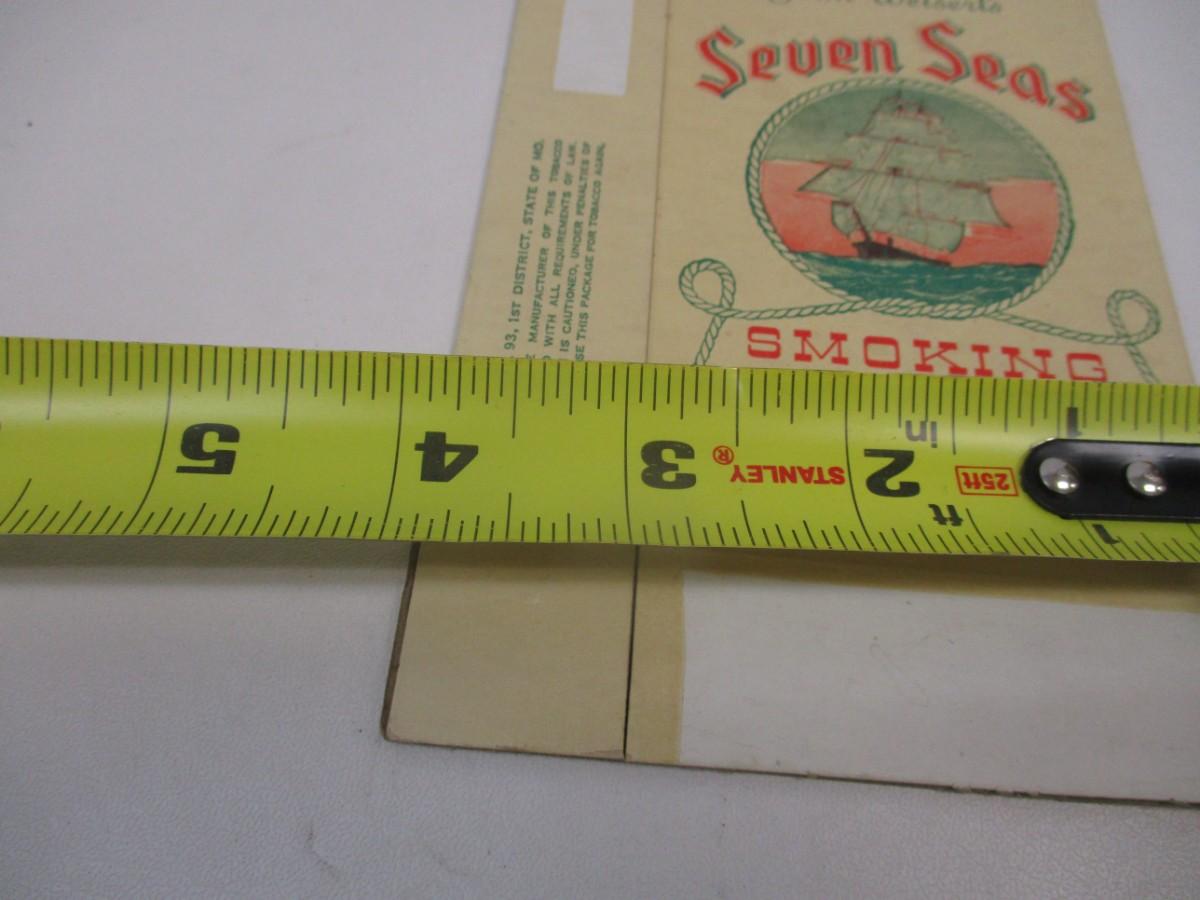 Weisert's
Seven Seas
SMOKING
93, 1ST DISTRICT, STATE OF MO.
MANUFACTURER OF THIS TOBACCO
WITH ALL REQUIREMENTS OF LAW.
IS CAUTIONED, UNDER PENALTIES OF
THIS PACKAGE FOR TOBACCO AGAIN.
1
25ft
in
ft
2
STANLEY®
3
4
5
1